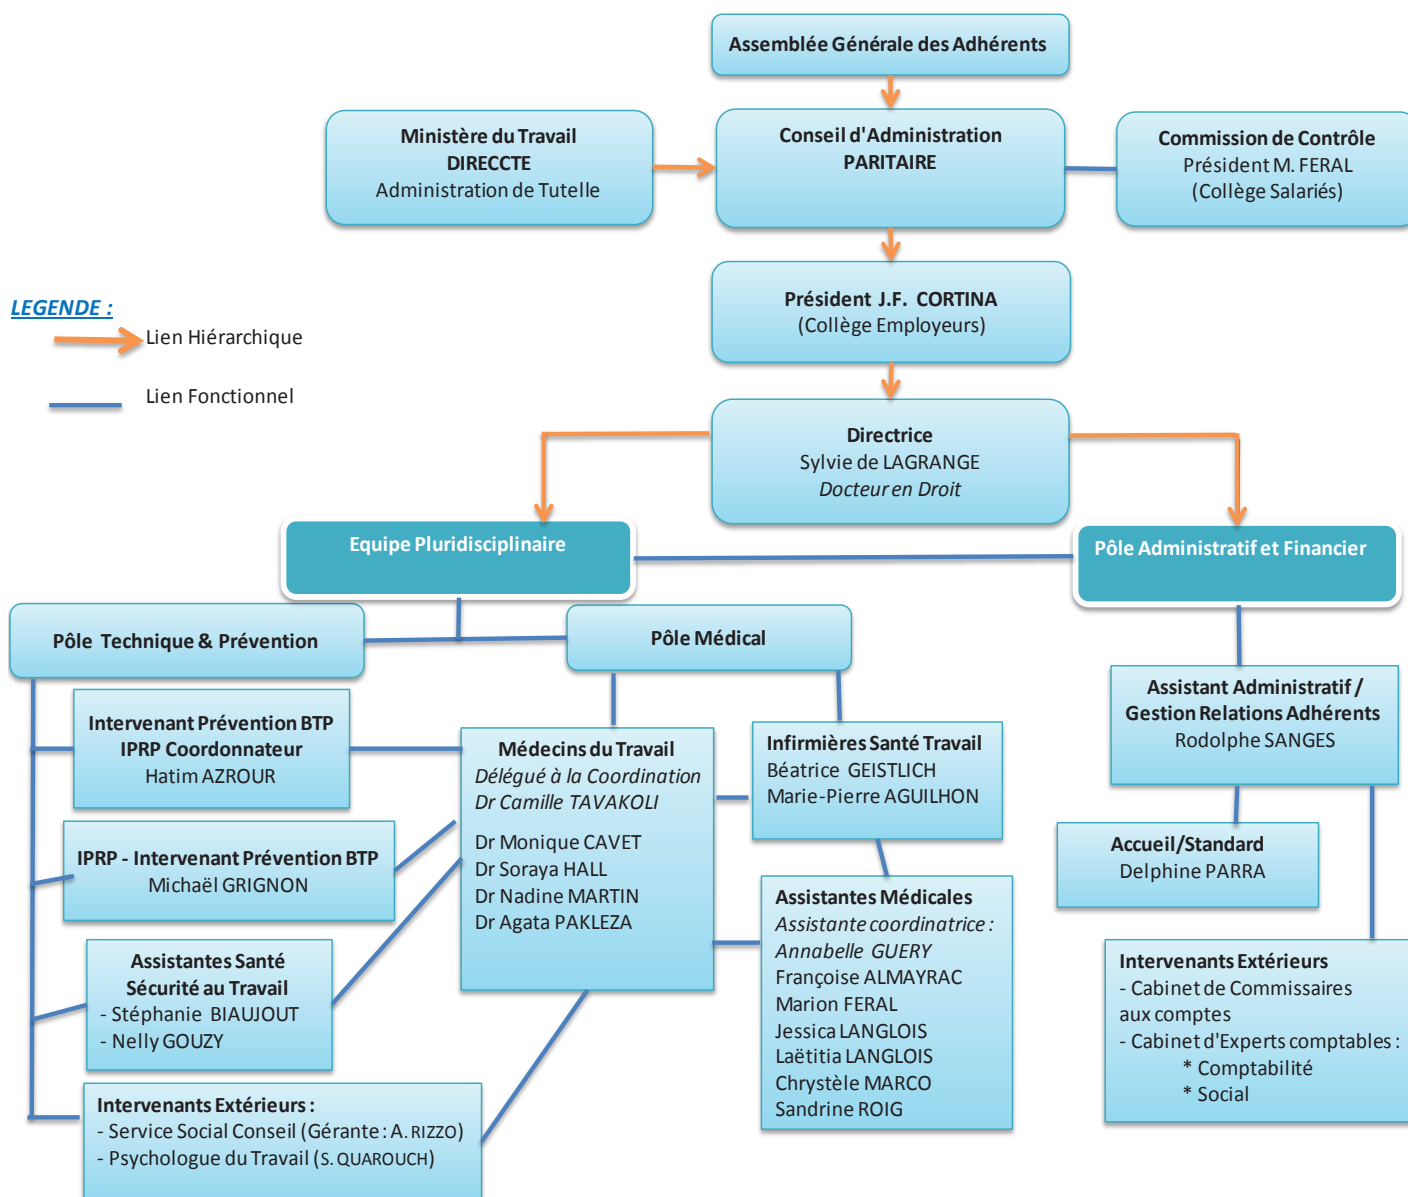 Assemblée Générale des Adhérents
Ministère du Travail
DIRECCTE
Administration de Tutelle
Conseil d'Administration
PARITAIRE
Commission de Contrôle
Président M. FERAL
(Collège Salariés)
Président J.F. CORTINA
(Collège Employeurs)
LEGENDE :
Lien Hiérarchique
Lien Fonctionnel
Directrice
Sylvie de LAGRANGE
Docteur en Droit
Equipe Pluridisciplinaire
Pôle Administratif et Financier
Pôle Technique & Prévention
Pôle Médical
Intervenant Prévention BTP
IPRP Coordonnateur
Hatim AZROUR
IPRP - Intervenant Prévention BTP
Michaël GRIGNON
Assistantes Santé
Sécurité au Travail
- Stéphanie BIAUJOUT
- Nelly GOUZY
Intervenants Extérieurs :
- Service Social Conseil (Gérante : A. RIZZO)
- Psychologue du Travail (S. QUAROUCH)
Médecins du Travail
Délégué à la Coordination
Dr Camille TAVAKOLI
Dr Monique CAVET
Dr Soraya HALL
Dr Nadine MARTIN
Dr Agata PAKLEZA
Infirmières Santé Travail
Béatrice GEISTLICH
Marie-Pierre AGUILHON
Assistantes Médicales
Assistante coordinatrice :
Annabelle GUERY
Françoise ALMAYRAC
Marion FERAL
Jessica LANGLOIS
Laëtitia LANGLOIS
Chrystèle MARCO
Sandrine ROIG
Assistant Administratif /
Gestion Relations Adhérents
Rodolphe SANGES
Accueil/Standard
Delphine PARRA
Intervenants Extérieurs
- Cabinet de Commissaires
aux comptes
- Cabinet d'Experts comptables :
* Comptabilité
* Social